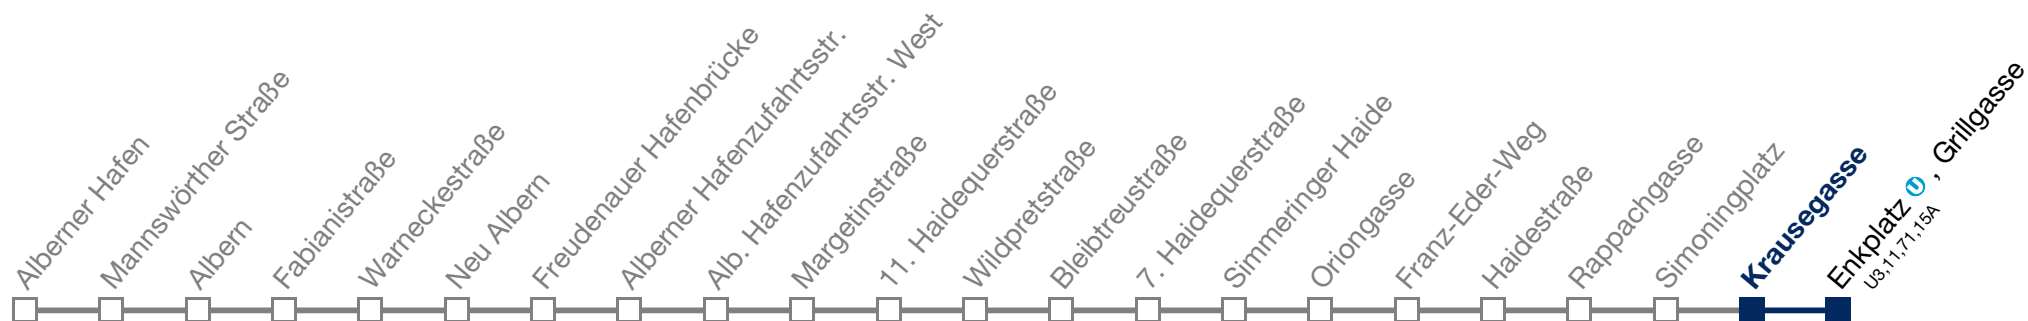 Alberner Hafen
Mannswörther Straße
Albern
Fabianistraße
Warneckestraße
Neu Albern
Freudenauer Hafenbrücke
Alberner Hafenzufahrtsstr.
Alb. Hafenzufahrtsstr. West
Margetinstraße
11. Haidequerstraße
Wildpretstraße
Bleibtreustraße
7. Haidequerstraße
Simmeringer Haide
Oriongasse
Franz-Eder-Weg
Haidestraße
Rappachgasse
Simoningplatz
Krausegasse
Enkplatz U, Grillgasse
U3,11,71,15A